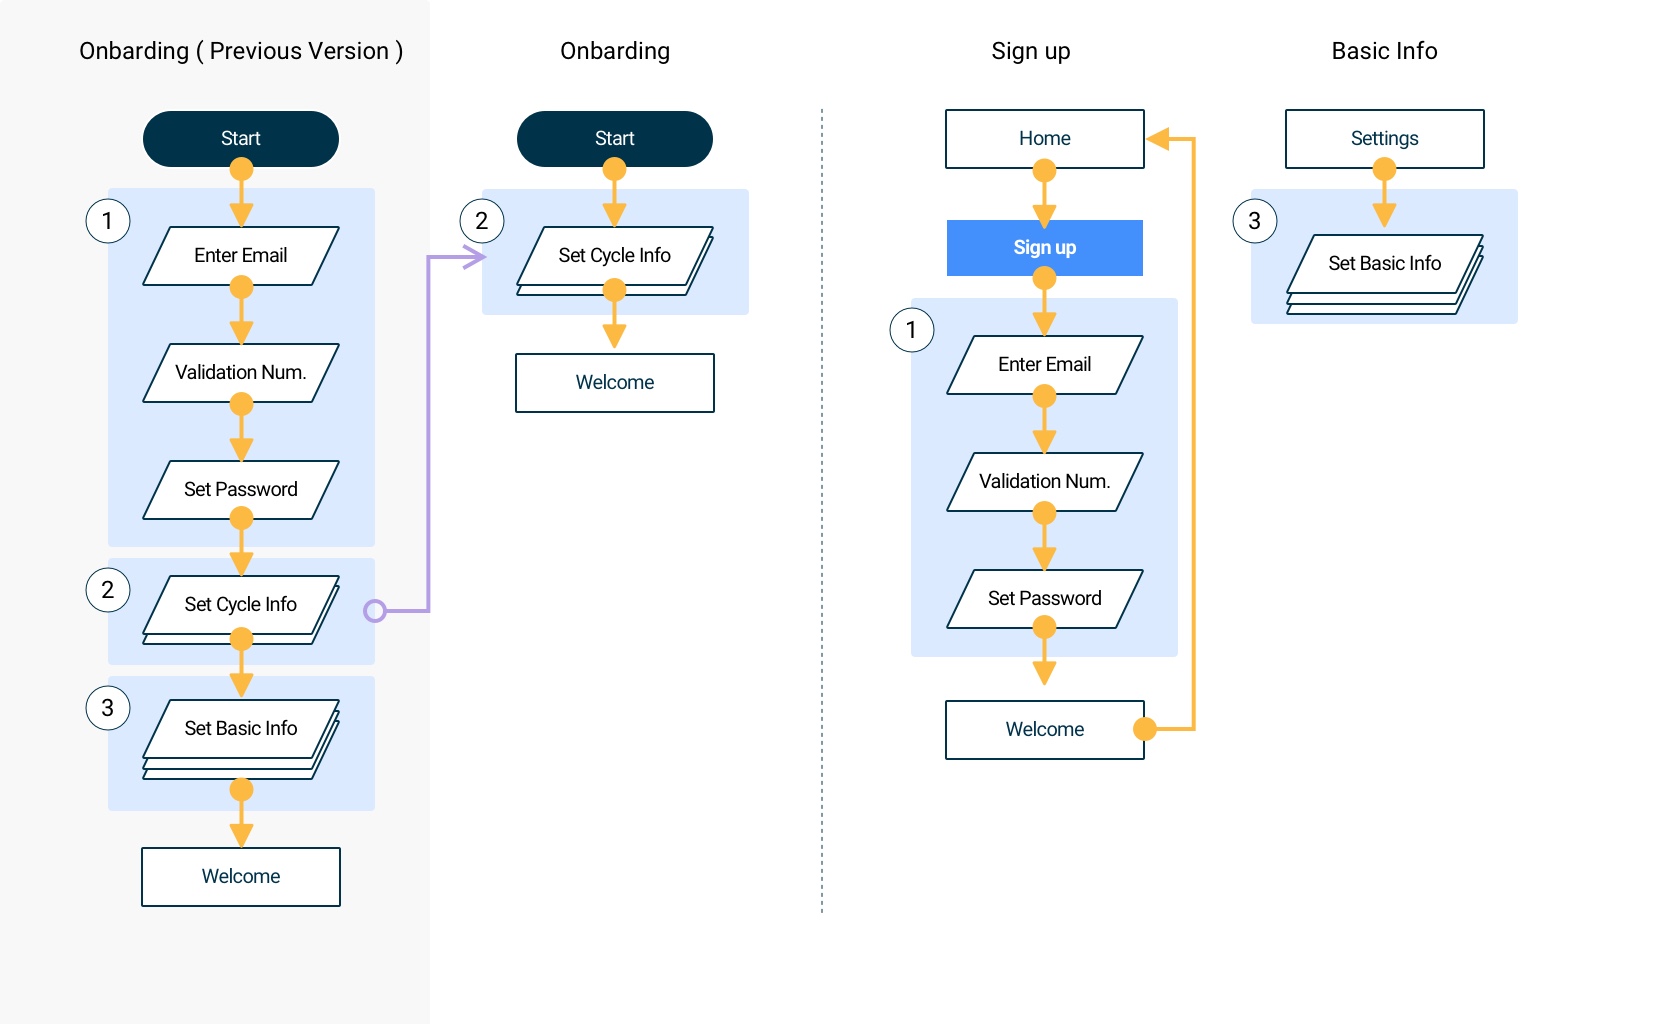 Onbarding ( Previous Version )
Start
1
Enter Email
Validation Num.
Set Password
2
Set Cycle Info
3
Set Basic Info
Welcome
Onbarding
Start
2
Set Cycle Info
Welcome
Sign up
Home
Sign up
1
Enter Email
Validation Num.
Set Password
Welcome
Basic Info
Settings
3
Set Basic Info